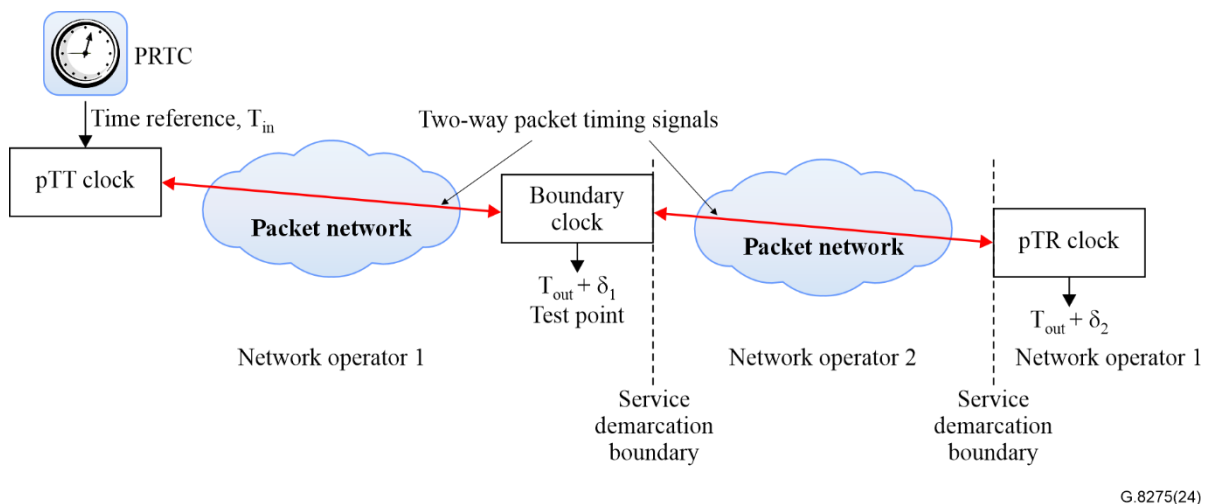 PRTC
Time reference, T_in
Two-way packet timing signals
pTT clock
Packet network
Boundary
clock
Packet network
pTR clock
T_out + δ_1
Test point
T_out + δ_2
Network operator 1
Network operator 2
Network operator 1
Service
demarcation
boundary
Service
demarcation
boundary
G.8275(24)